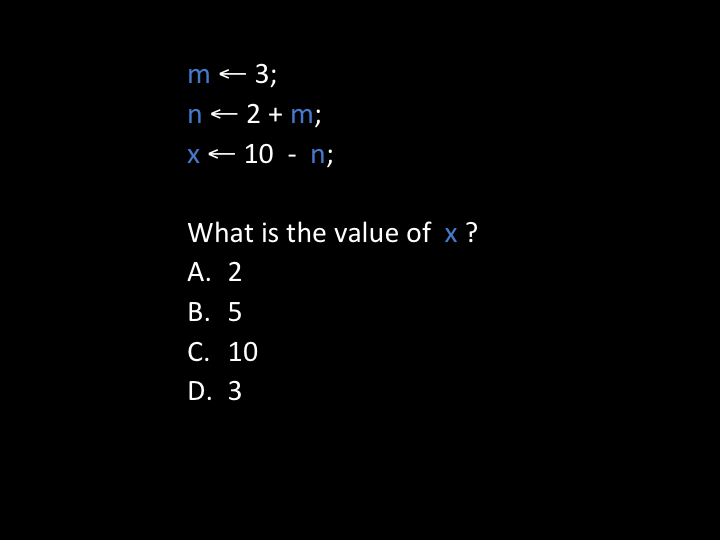 m ← 3;
n ← 2 + m;
x ← 10 - n;
What is the value of x ?
A. 2
B. 5
C. 10
D. 3